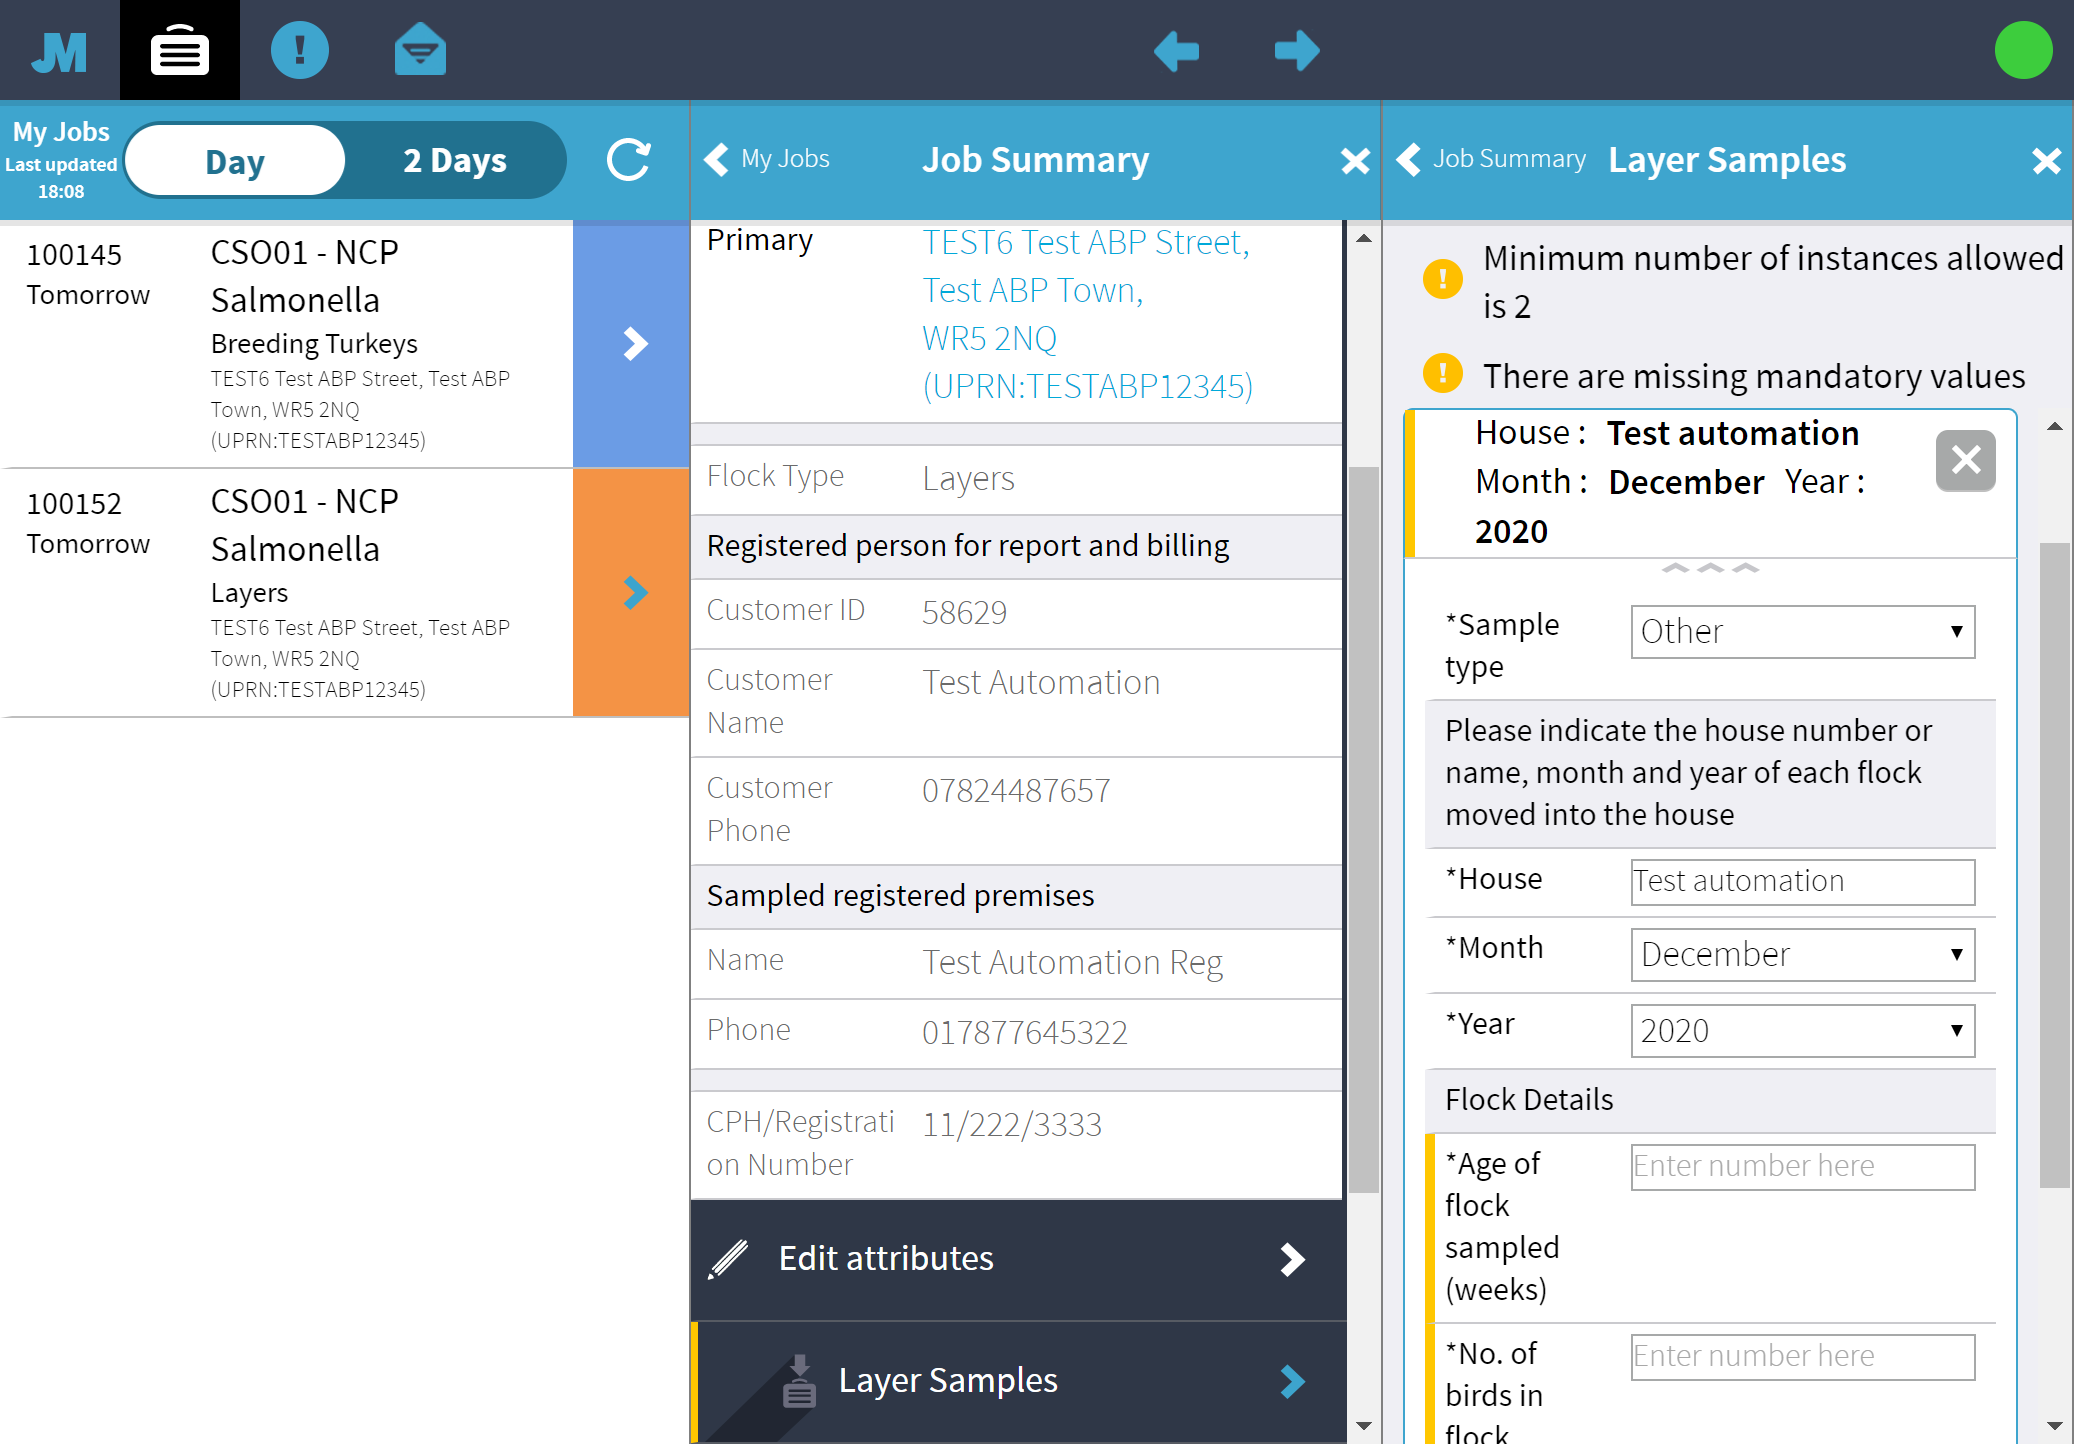 JM
My Jobs
Last updated
18:08
Day
2 Days
My Jobs
Job Summary
Job Summary
Layer Samples
100145
Tomorrow
CSO01 - NCP
Salmonella
Breeding Turkeys
TEST6 Test ABP Street, Test ABP
Town, WR5 2NQ
(UPRN:TESTABP12345)
100152
Tomorrow
CSO01 - NCP
Salmonella
Layers
TEST6 Test ABP Street, Test ABP
Town, WR5 2NQ
(UPRN:TESTABP12345)
Primary
TEST6 Test ABP Street,
Test ABP Town,
WR5 2NQ
(UPRN:TESTABP12345)
Flock Type
Layers
Registered person for report and billing
Customer ID
58629
Customer
Name
Test Automation
Customer
Phone
07824487657
Sampled registered premises
Name
Test Automation Reg
Phone
017877645322
CPH/Registrati
on Number
11/222/3333
Edit attributes
Layer Samples
Minimum number of instances allowed
is 2
There are missing mandatory values
House : Test automation
Month : December Year :
2020
*Sample
type
Other
Please indicate the house number or
name, month and year of each flock
moved into the house
*House
Test automation
*Month
December
*Year
2020
Flock Details
*Age of
flock
sampled
(weeks)
Enter number here
*No. of
birds in
flock
Enter number here